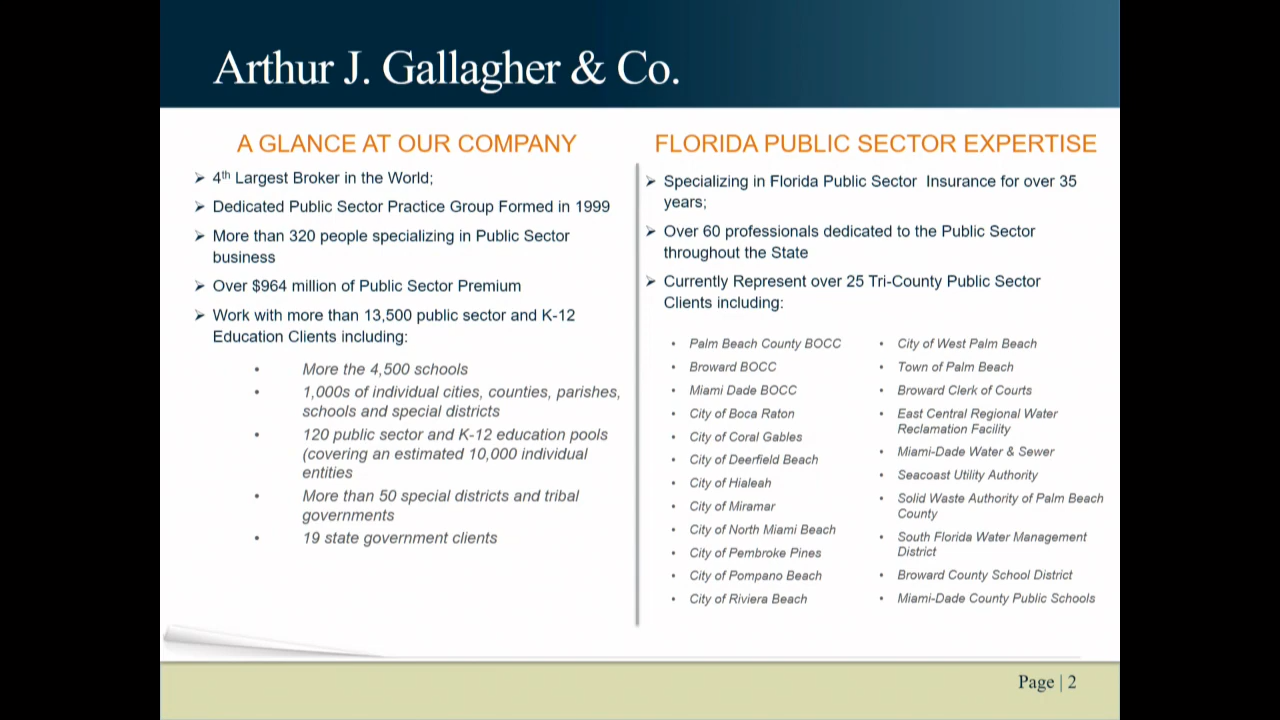 Arthur J. Gallagher & Co.
A GLANCE AT OUR COMPANY
➢ 4th Largest Broker in the World;
➢ Dedicated Public Sector Practice Group Formed in 1999
➢ More than 320 people specializing in Public Sector
business
➢ Over $964 million of Public Sector Premium
➢ Work with more than 13,500 public sector and K-12
Education Clients including:
• More the 4,500 schools
• 1,000s of individual cities, counties, parishes,
schools and special districts
• 120 public sector and K-12 education pools
(covering an estimated 10,000 individual
entities
• More than 50 special districts and tribal
governments
• 19 state government clients
FLORIDA PUBLIC SECTOR EXPERTISE
➢ Specializing in Florida Public Sector Insurance for over 35
years;
➢ Over 60 professionals dedicated to the Public Sector
throughout the State
➢ Currently Represent over 25 Tri-County Public Sector
Clients including:
• Palm Beach County BOCC
• Broward BOCC
• Miami Dade BOCC
• City of Boca Raton
• City of Coral Gables
• City of Deerfield Beach
• City of Hialeah
• City of Miramar
• City of North Miami Beach
• City of Pembroke Pines
• City of Pompano Beach
• City of Riviera Beach
• City of West Palm Beach
• Town of Palm Beach
• Broward Clerk of Courts
• East Central Regional Water
Reclamation Facility
• Miami-Dade Water & Sewer
• Seacoast Utility Authority
• Solid Waste Authority of Palm Beach
County
• South Florida Water Management
District
• Broward County School District
• Miami-Dade County Public Schools
Page | 2